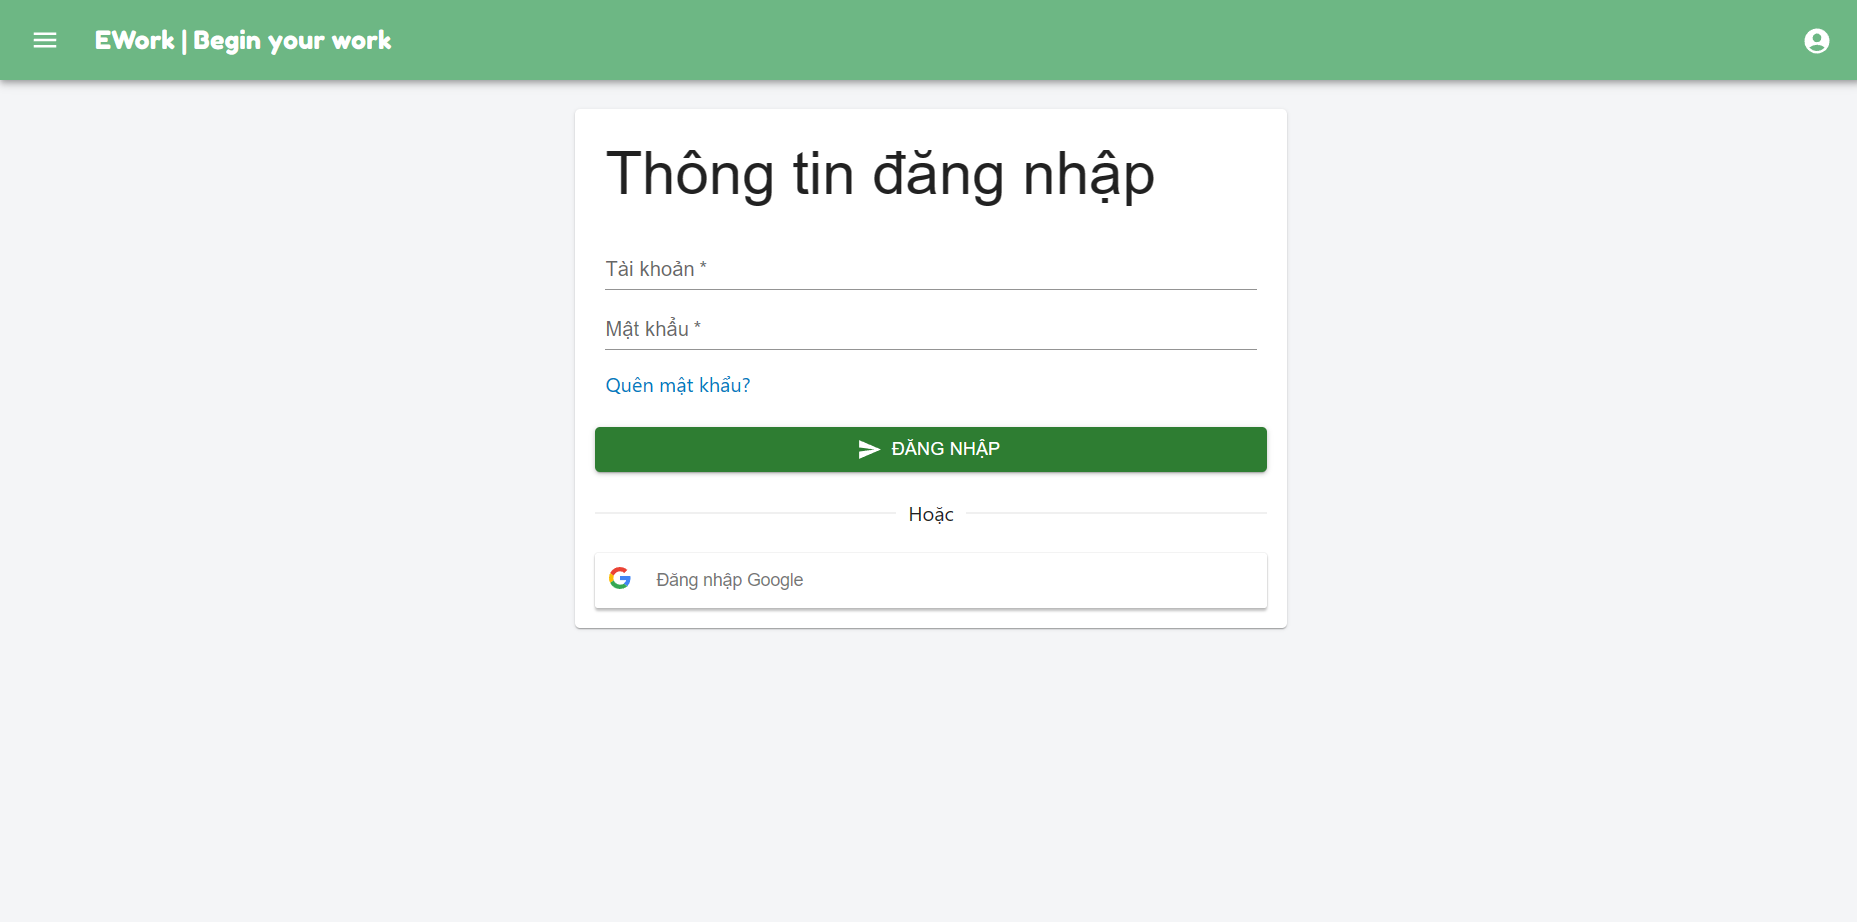 EWork | Begin your work
Thông tin đăng nhập
Tài khoản *
Mật khẩu *
Quên mật khẩu?
ĐĂNG NHẬP
Hoặc
Đăng nhập Google